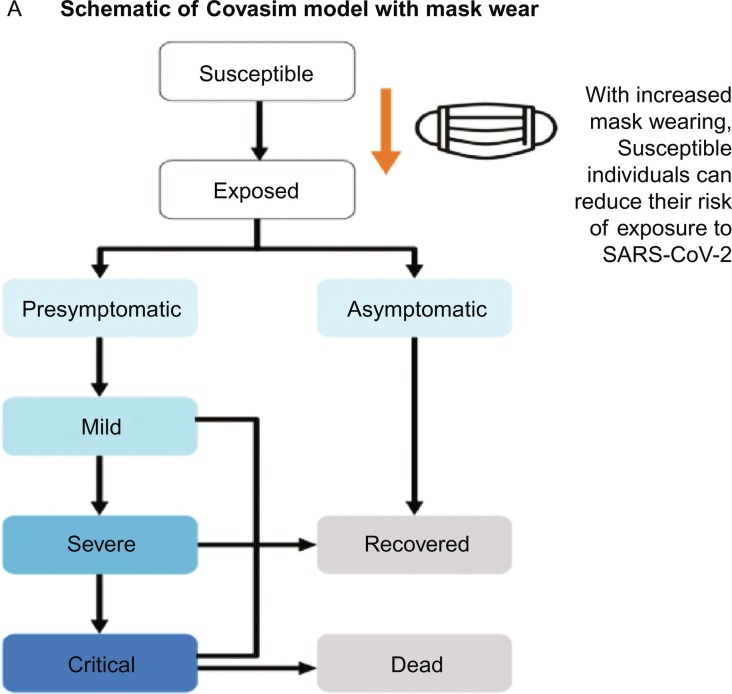 A Schematic of Covasim model with mask wear
Susceptible
With increased
mask wearing,
Susceptible
individuals can
reduce their risk
of exposure to
SARS-CoV-2
Exposed
Presymptomatic
Asymptomatic
Mild
Severe
Recovered
Critical
Dead